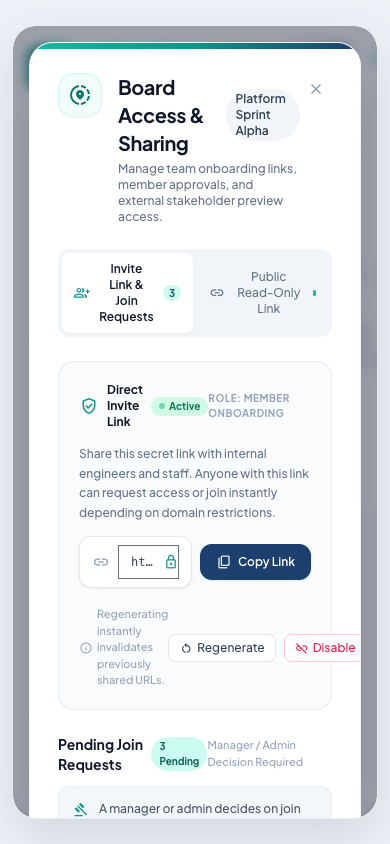 Board
Access &
Sharing
Platform
Sprint
Alpha
Manage team onboarding links,
member approvals, and
external stakeholder preview
access.
Invite
Link &
Join
Requests
3
Public
Read-Only
Link
Direct
Invite
Link
Active
ROLE: MEMBER
ONBOARDING
Share this secret link with internal
engineers and staff. Anyone with this link
can request access or join instantly
depending on domain restrictions.
ht…
Copy Link
Regenerating
instantly
invalidates
previously
shared URLs.
Regenerate
Disable
Pending Join
Requests
3
Pending
Manager / Admin
Decision Required
A manager or admin decides on join